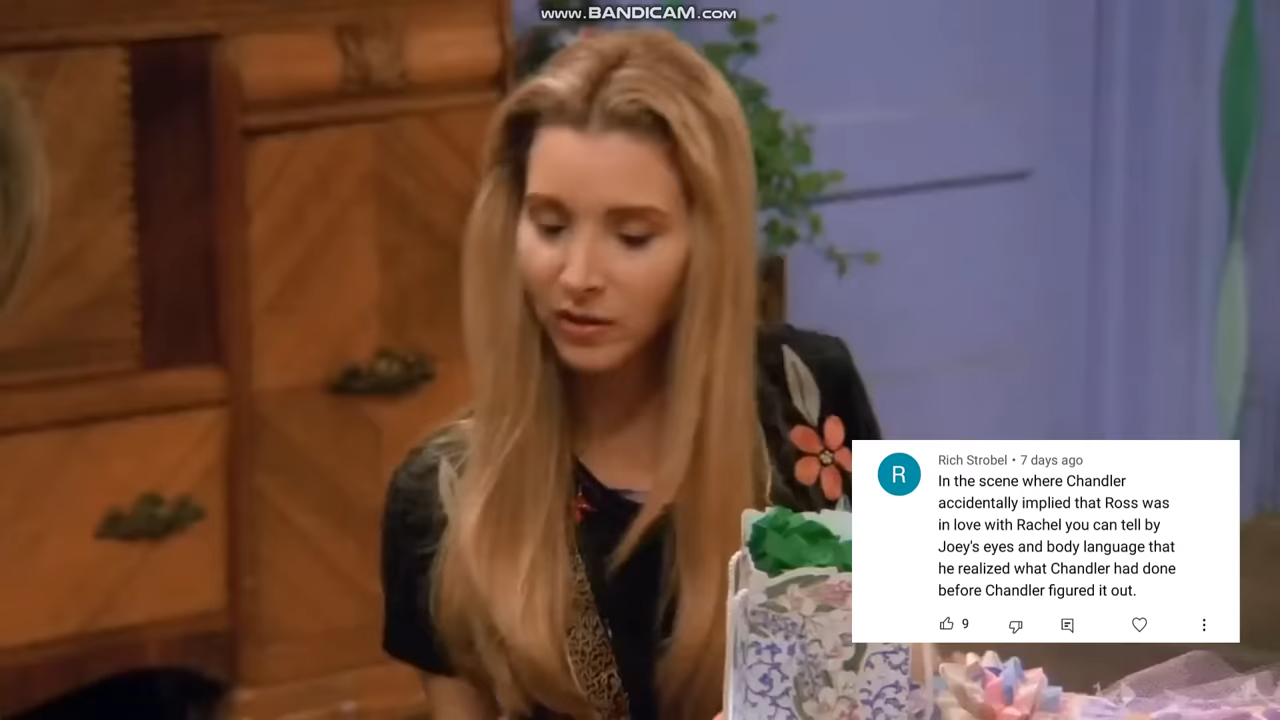 www.BANDICAM.com
R
Rich Strobel • 7 days ago
In the scene where Chandler
accidentally implied that Ross was
in love with Rachel you can tell by
Joey's eyes and body language that
he realized what Chandler had done
before Chandler figured it out.
9